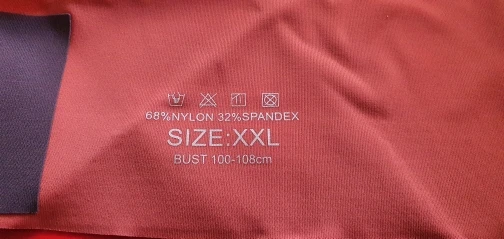 68%NYLON 32%SPANDEX
SIZE:XXL
BUST 100-108cm